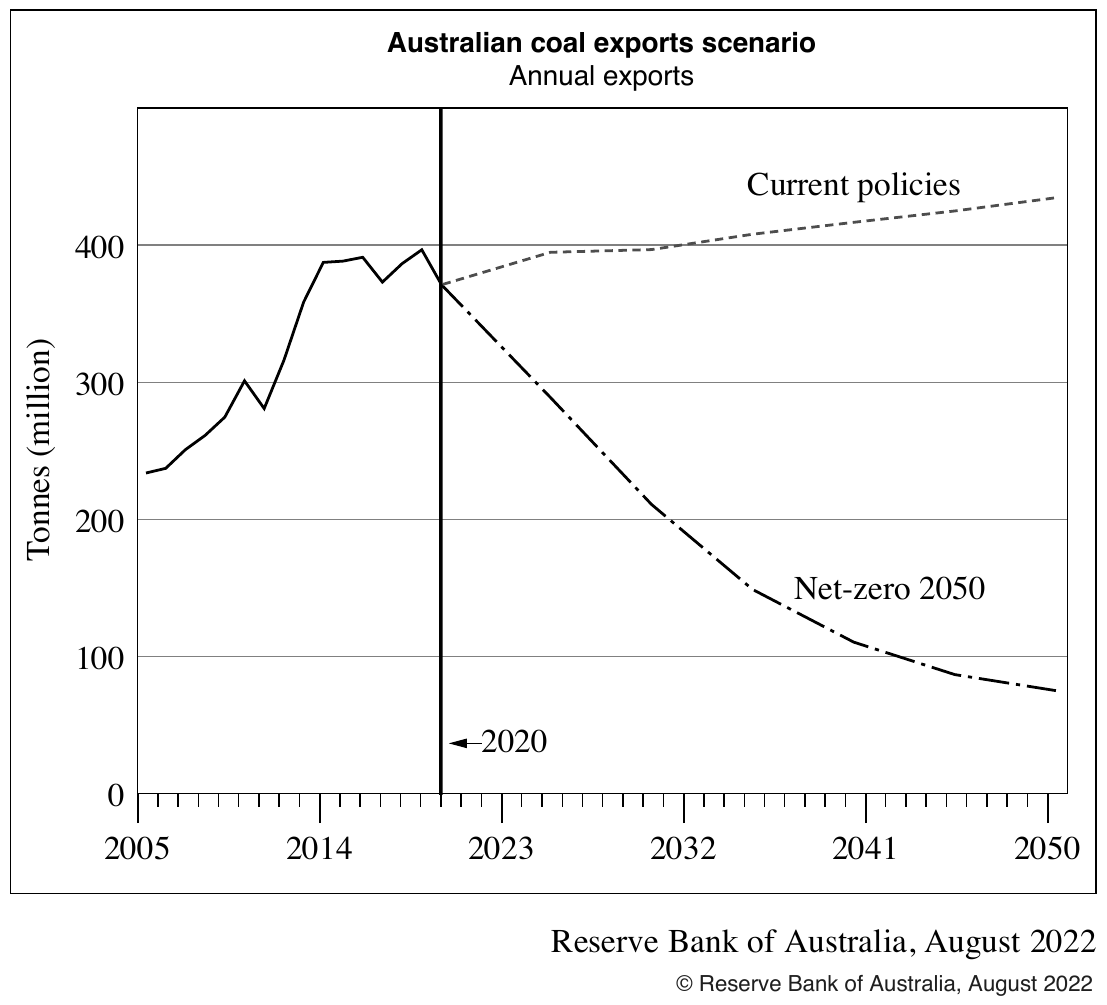 Australian coal exports scenario
Annual exports
Current policies
400
300
Tonnes (million)
200
Net-zero 2050
100
2020
0
2005 2014 2023 2032 2041 2050
Reserve Bank of Australia, August 2022
© Reserve Bank of Australia, August 2022